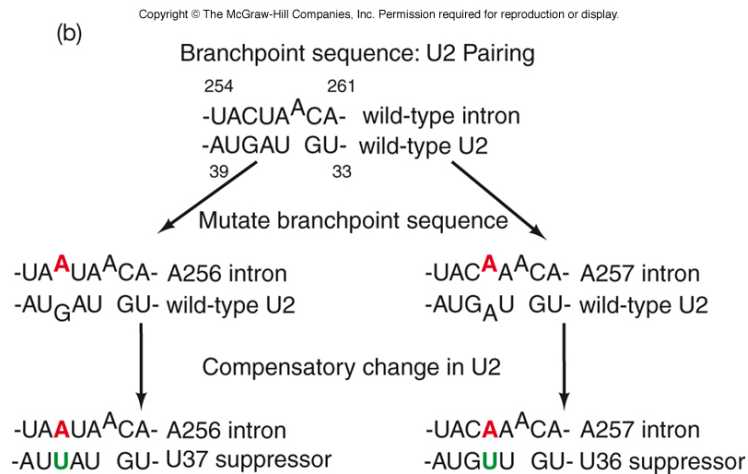 Copyright © The McGraw-Hill Companies, Inc. Permission required for reproduction or display.
(b)
Branchpoint sequence: U2 Pairing
254 261
-UACUAACA- wild-type intron
-AUGAU GU- wild-type U2
39 33
Mutate branchpoint sequence
-UAAUAACA- A256 intron
-AUGAU GU- wild-type U2
-UACAAACA- A257 intron
-AUGAU GU- wild-type U2
Compensatory change in U2
-UAAUAACA- A256 intron
-AUUAU GU- U37 suppressor
-UACAAACA- A257 intron
-AUGUU GU- U36 suppressor